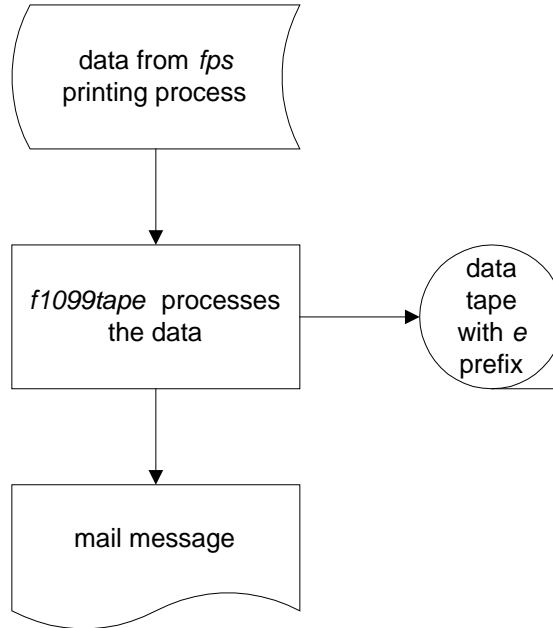 data from fps
printing process
f1099tape processes
the data
data
tape
with e
prefix
mail message